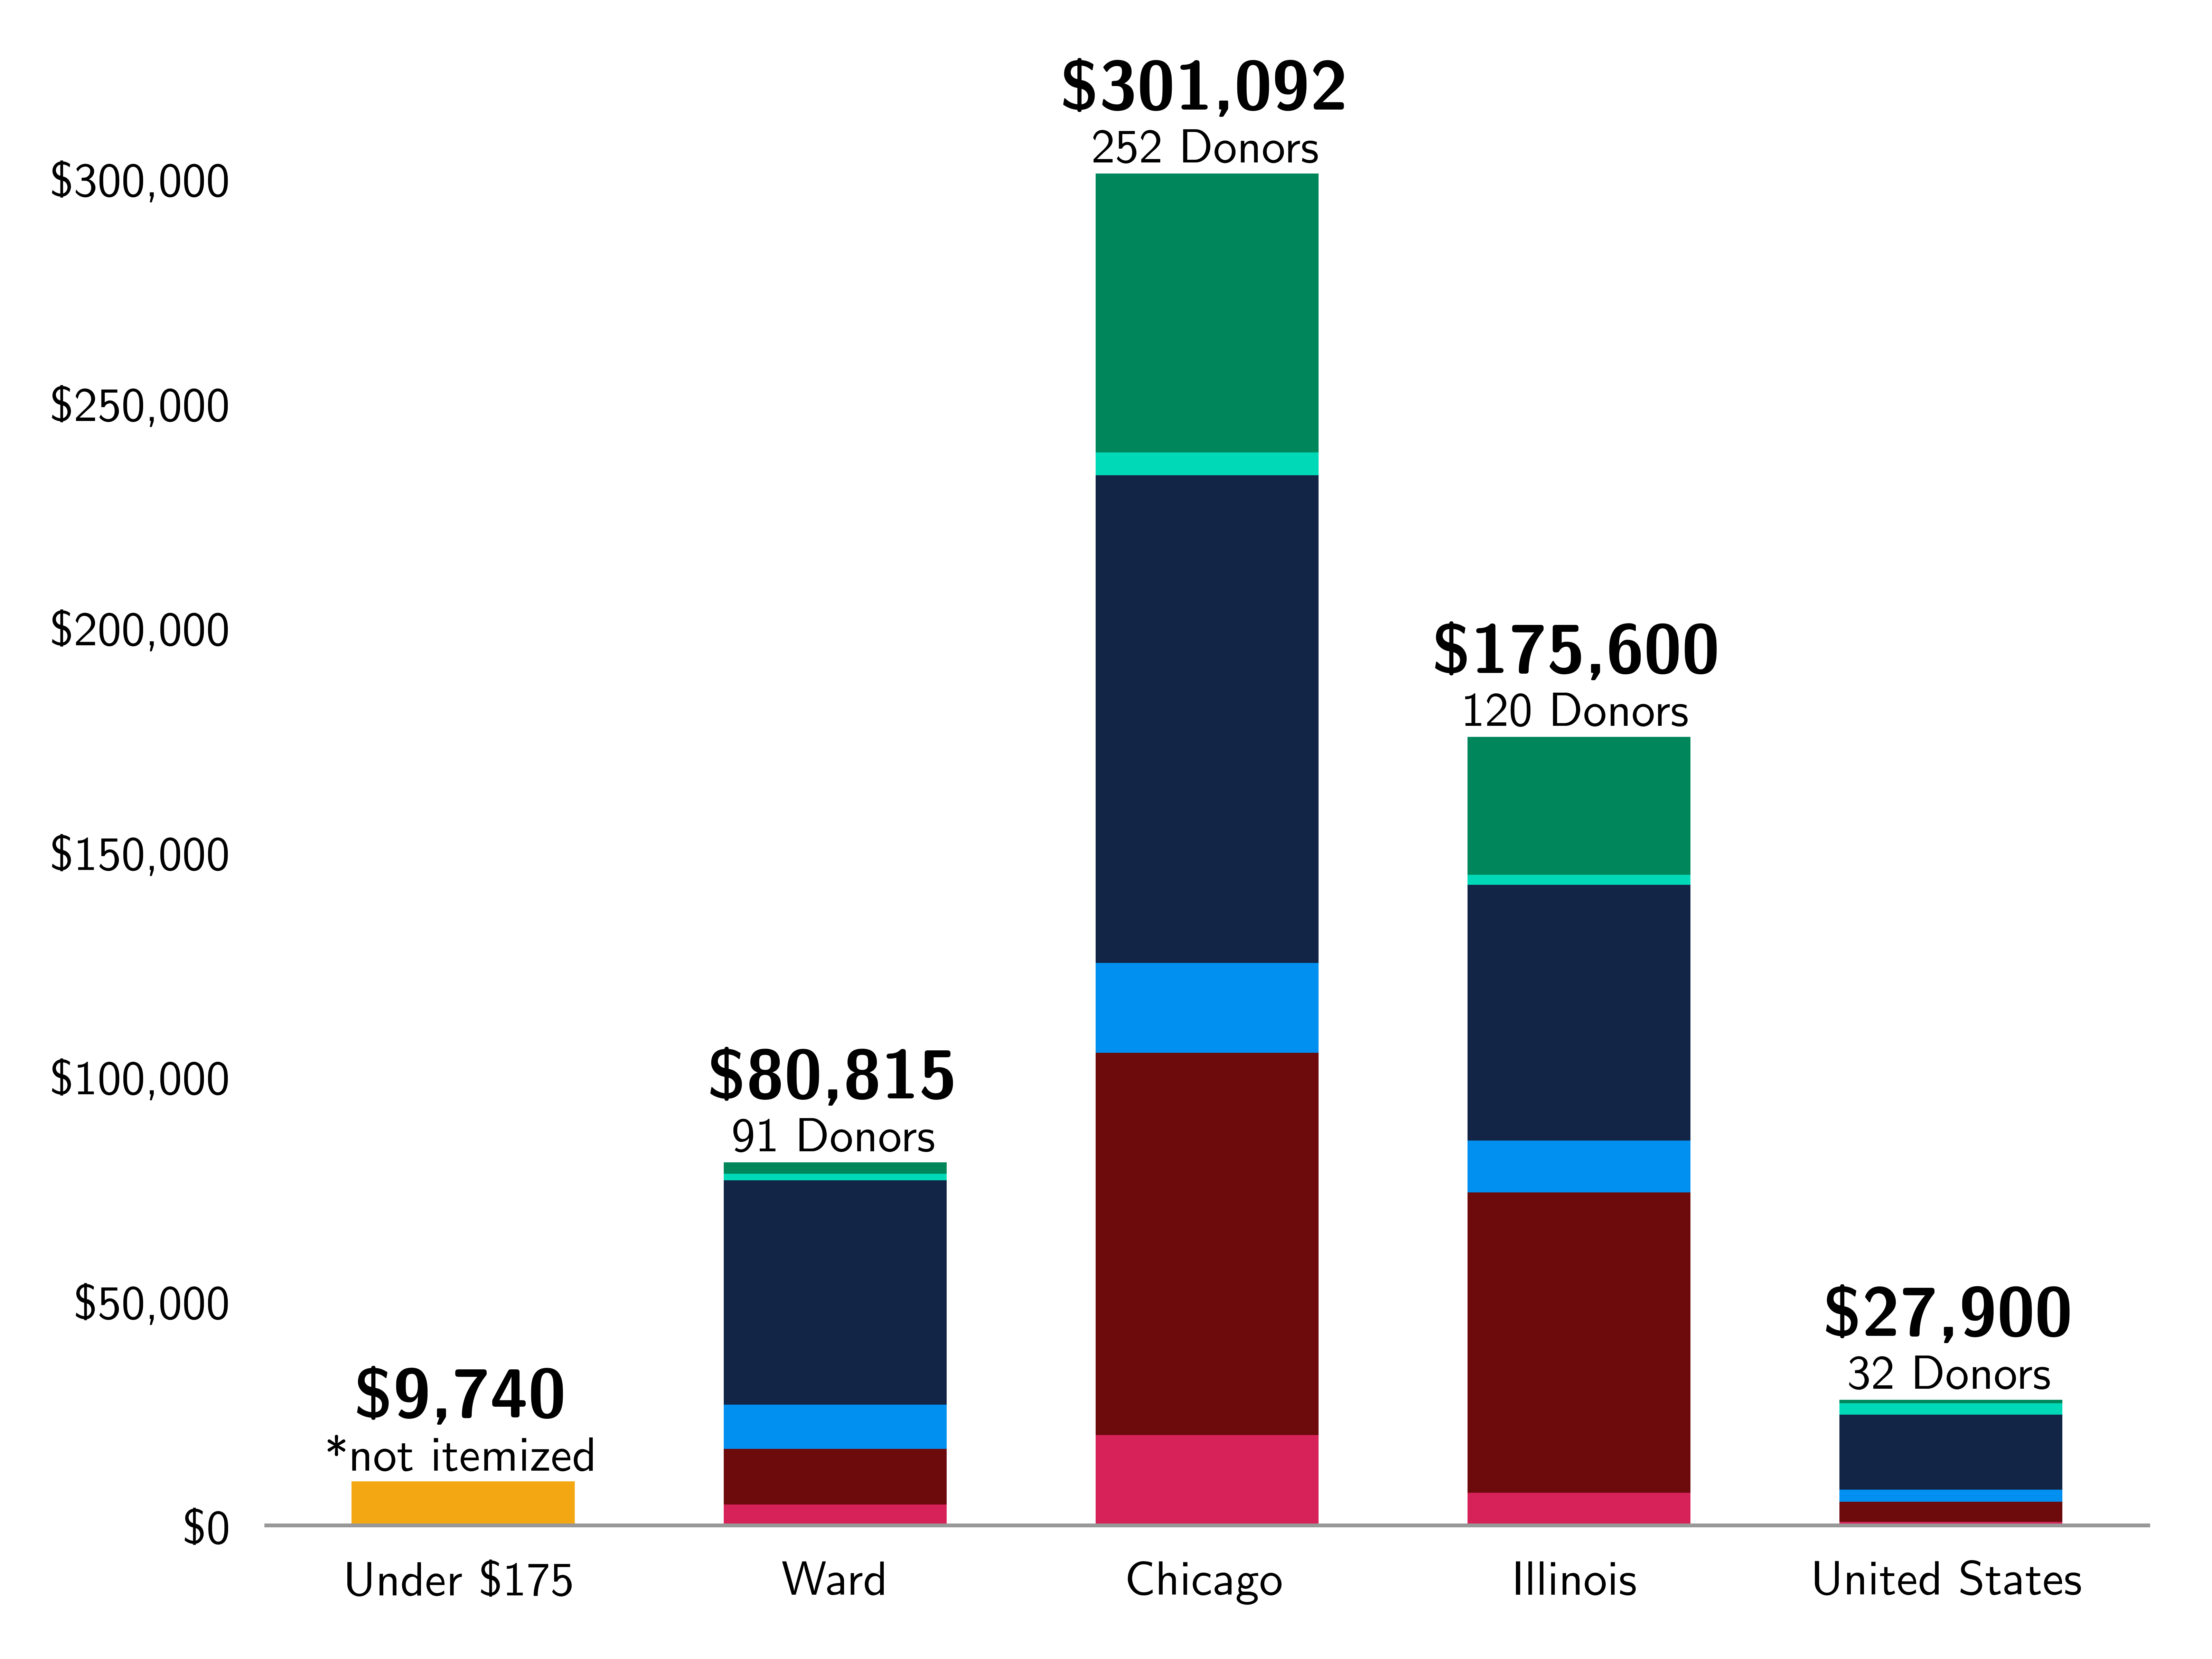 $301,092
252 Donors
$300,000
$250,000
$200,000
$175,600
120 Donors
$150,000
$100,000
$80,815
91 Donors
$50,000
$27,900
32 Donors
$9,740
*not itemized
$0
Under $175 Ward Chicago Illinois United States